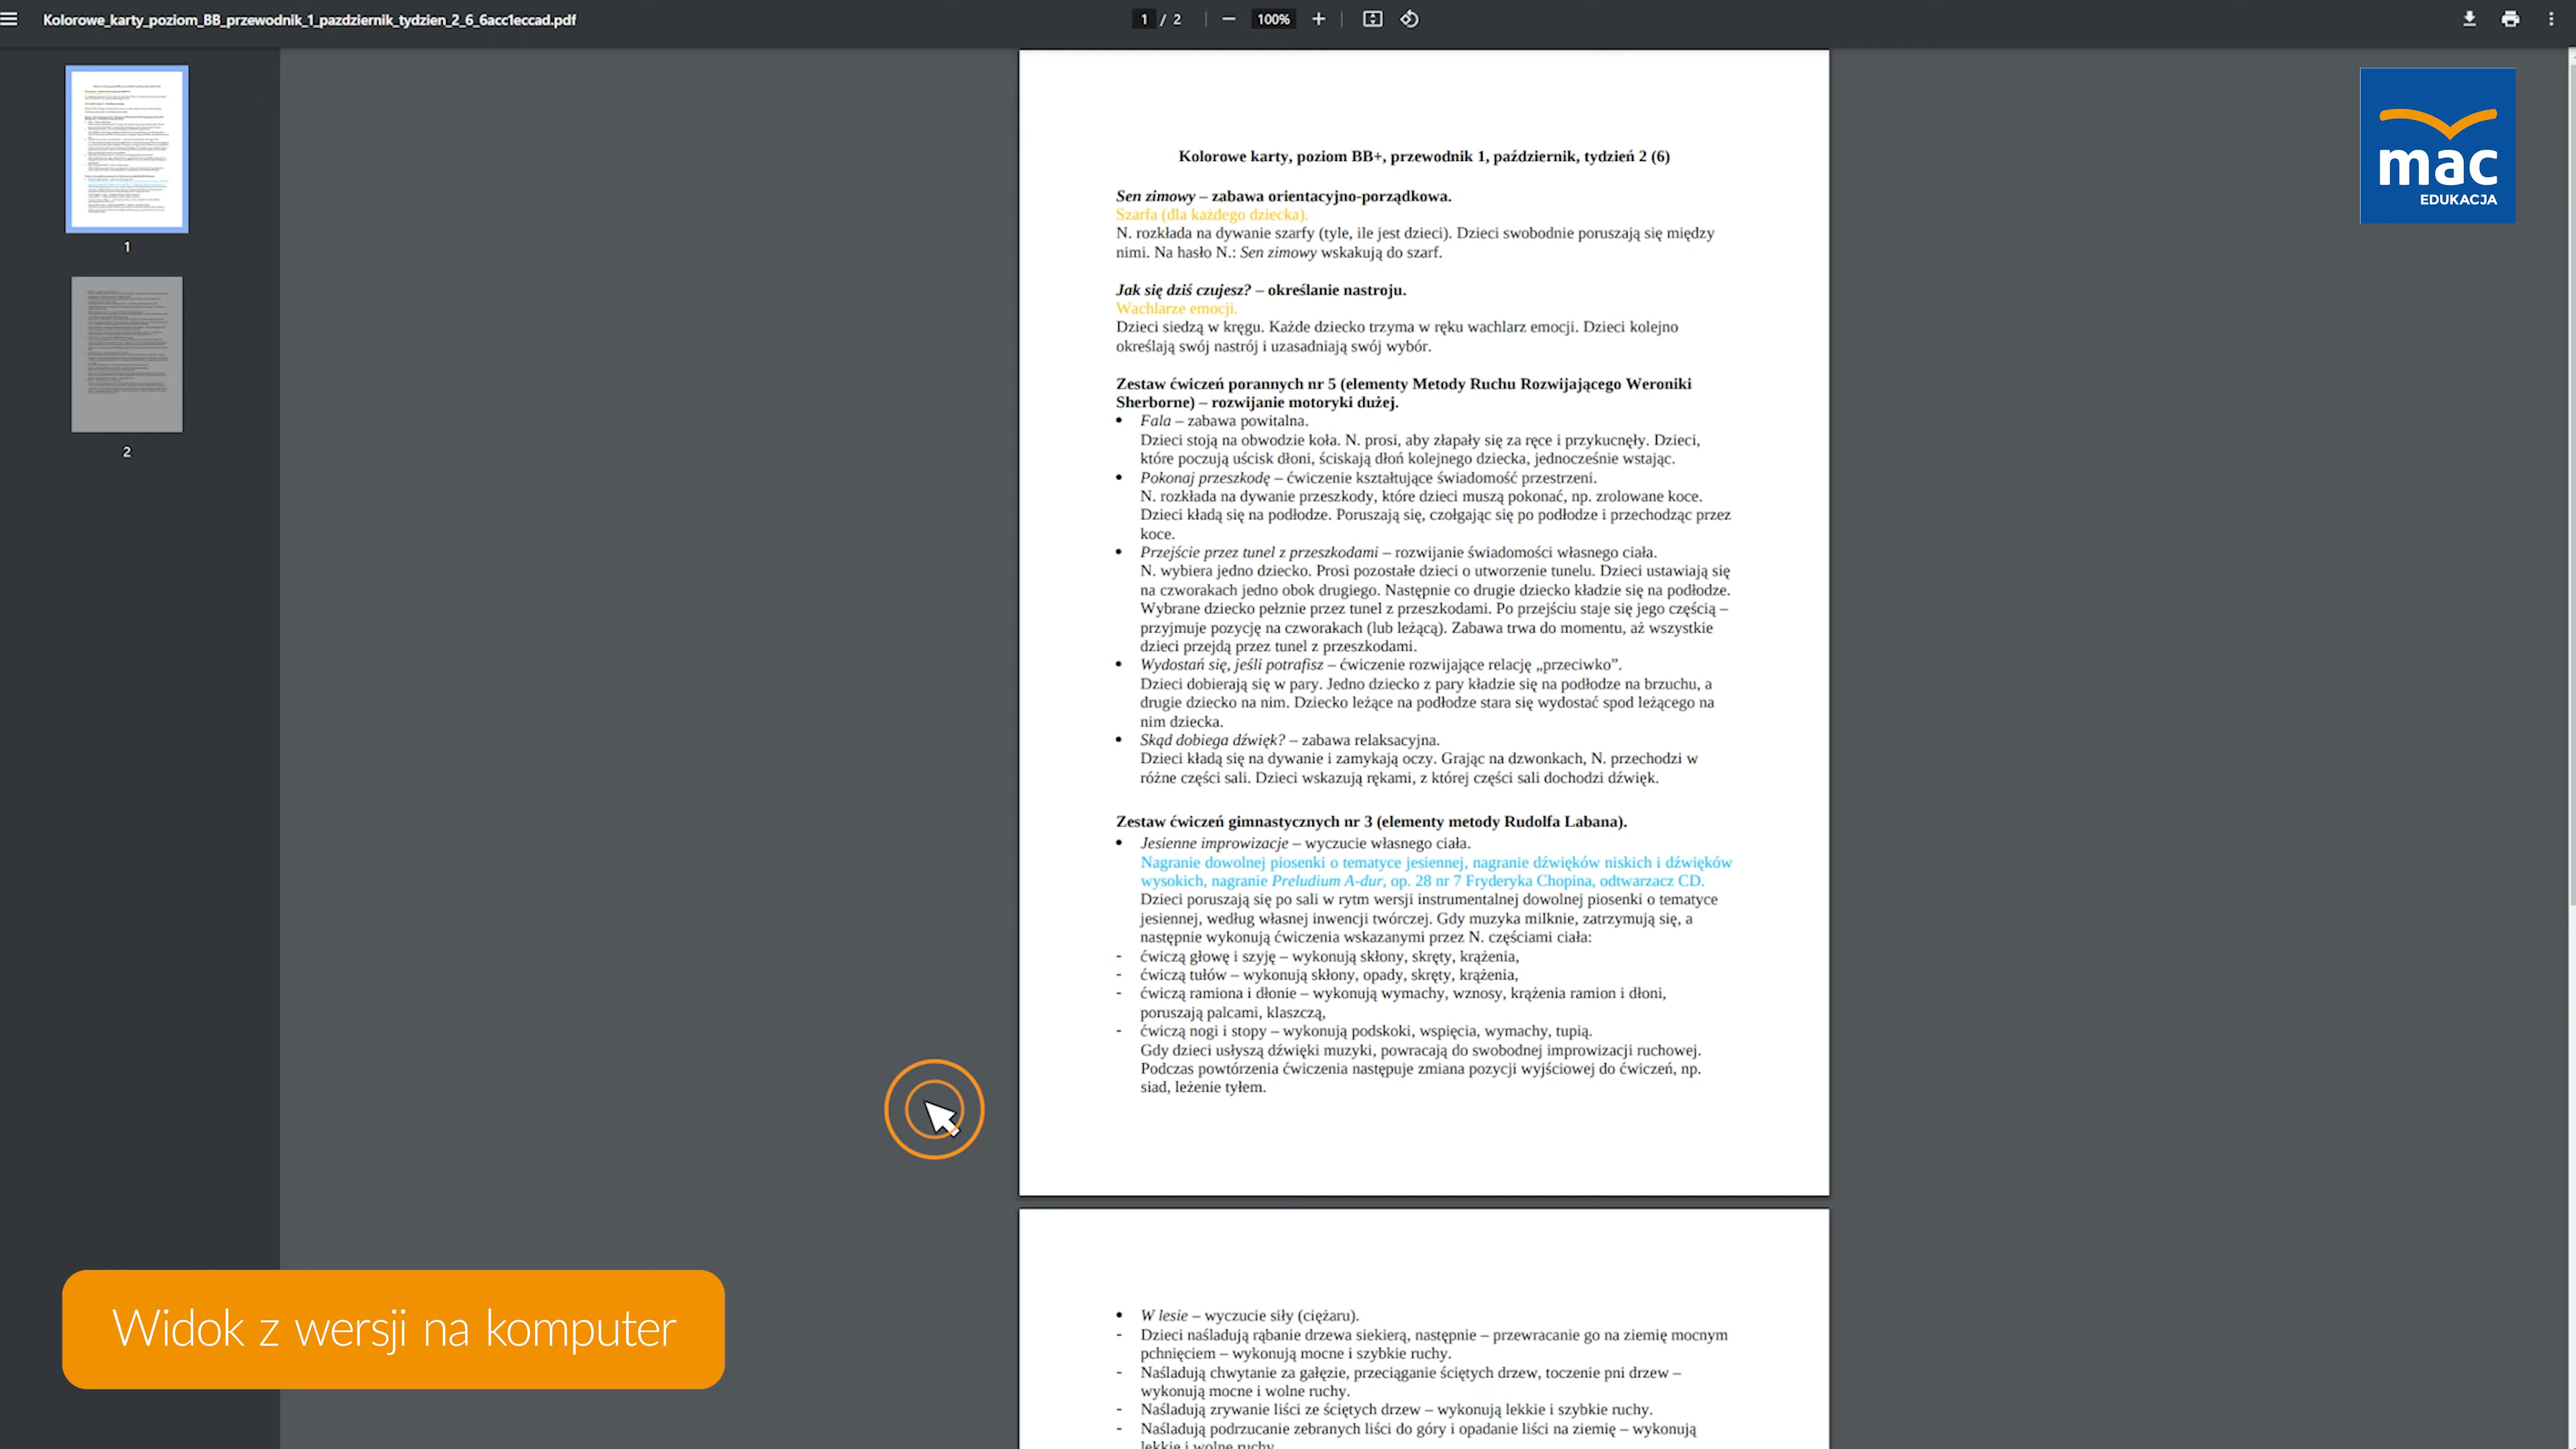 Kolorowe_karty_poziom_BB_przewodnik_1_pazdziernik_tydzien_2_6_6acc1eccad.pdf
1 / 2
100%
1
2
mac
EDUKACJA
Kolorowe karty, poziom BB+, przewodnik 1, październik, tydzień 2 (6)
Sen zimowy – zabawa orientacyjno-porządkowa.
Szarfa (dla każdego dziecka).
N. rozkłada na dywanie szarfy (tyle, ile jest dzieci). Dzieci swobodnie poruszają się między
nimi. Na hasło N.: Sen zimowy wskakują do szarf.
Jak się dziś czujesz? – określanie nastroju.
Wachlarze emocji.
Dzieci siedzą w kręgu. Każde dziecko trzyma w ręku wachlarz emocji. Dzieci kolejno
określają swój nastrój i uzasadniają swój wybór.
Zestaw ćwiczeń porannych nr 5 (elementy Metody Ruchu Rozwijającego Weroniki
Sherborne) – rozwijanie motoryki dużej.
• Fala – zabawa powitalna.
Dzieci stoją na obwodzie koła. N. prosi, aby złapały się za ręce i przykucnęły. Dzieci,
które poczują uścisk dłoni, ściskają dłoń kolejnego dziecka, jednocześnie wstając.
• Pokonaj przeszkodę – ćwiczenie kształtujące świadomość przestrzeni.
N. rozkłada na dywanie przeszkody, które dzieci muszą pokonać, np. zrolowane koce.
Dzieci kładą się na podłodze. Poruszają się, czołgając się po podłodze i przechodząc przez
koce.
• Przejście przez tunel z przeszkodami – rozwijanie świadomości własnego ciała.
N. wybiera jedno dziecko. Prosi pozostałe dzieci o utworzenie tunelu. Dzieci ustawiają się
na czworakach jedno obok drugiego. Następnie co drugie dziecko kładzie się na podłodze.
Wybrane dziecko pełznie przez tunel z przeszkodami. Po przejściu staje się jego częścią –
przyjmuje pozycję na czworakach (lub leżącą). Zabawa trwa do momentu, aż wszystkie
dzieci przejdą przez tunel z przeszkodami.
• Wydostań się, jeśli potrafisz – ćwiczenie rozwijające relację „przeciwko”.
Dzieci dobierają się w pary. Jedno dziecko z pary kładzie się na podłodze na brzuchu, a
drugie dziecko na nim. Dziecko leżące na podłodze stara się wydostać spod leżącego na
nim dziecka.
• Skąd dobiega dźwięk? – zabawa relaksacyjna.
Dzieci kładą się na dywanie i zamykają oczy. Grając na dzwonkach, N. przechodzi w
różne części sali. Dzieci wskazują rękami, z której części sali dochodzi dźwięk.
Zestaw ćwiczeń gimnastycznych nr 3 (elementy metody Rudolfa Labana).
• Jesienne improwizacje – wyczucie własnego ciała.
Nagranie dowolnej piosenki o tematyce jesiennej, nagranie dźwięków niskich i dźwięków
wysokich, nagranie Preludium A-dur, op. 28 nr 7 Fryderyka Chopina, odtwarzacz CD.
Dzieci poruszają się po sali w rytm wersji instrumentalnej dowolnej piosenki o tematyce
jesiennej, według własnej inwencji twórczej. Gdy muzyka milknie, zatrzymują się, a
następnie wykonują ćwiczenia wskazanymi przez N. częściami ciała:
- ćwiczą głowę i szyję – wykonują skłony, skręty, krążenia,
- ćwiczą tułów – wykonują skłony, opady, skręty, krążenia,
- ćwiczą ramiona i dłonie – wykonują wymachy, wznosy, krążenia ramion i dłoni,
poruszają palcami, klaszczą,
- ćwiczą nogi i stopy – wykonują podskoki, wspięcia, wymachy, tupią.
Gdy dzieci usłyszą dźwięki muzyki, powracają do swobodnej improwizacji ruchowej.
Podczas powtórzenia ćwiczenia następuje zmiana pozycji wyjściowej do ćwiczeń, np.
siad, leżenie tyłem.
• W lesie – wyczucie siły (ciężaru).
- Dzieci naśladują rąbanie drzewa siekierą, następnie – przewracanie go na ziemię mocnym
pchnięciem – wykonują mocne i szybkie ruchy.
- Naśladują chwytanie za gałęzie, przeciąganie ściętych drzew, toczenie pni drzew –
wykonują mocne i wolne ruchy.
- Naśladują zrywanie liści ze ściętych drzew – wykonują lekkie i szybkie ruchy.
- Naśladują podrzucanie zebranych liści do góry i opadanie liści na ziemię – wykonują
lekkie i wolne ruchy
Widok z wersji na komputer